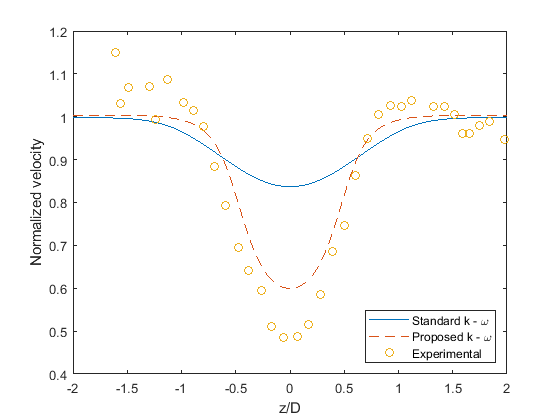 1.2
1.1
1
0.9
0.8
0.7
0.6
0.5
0.4
Normalized velocity
-2 -1.5 -1 -0.5 0 0.5 1 1.5 2
z/D
Standard k - ω
Proposed k - ω
Experimental